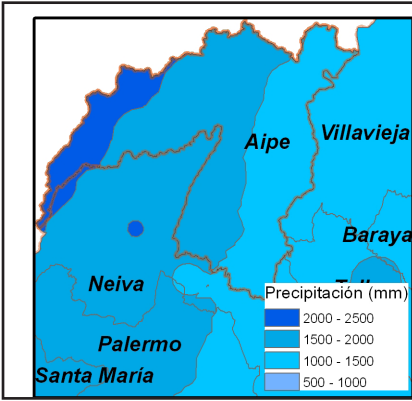 Aipe
Villavieja
Baraya
Neiva
Palermo
Santa María
Precipitación (mm)
2000 - 2500
1500 - 2000
1000 - 1500
500 - 1000